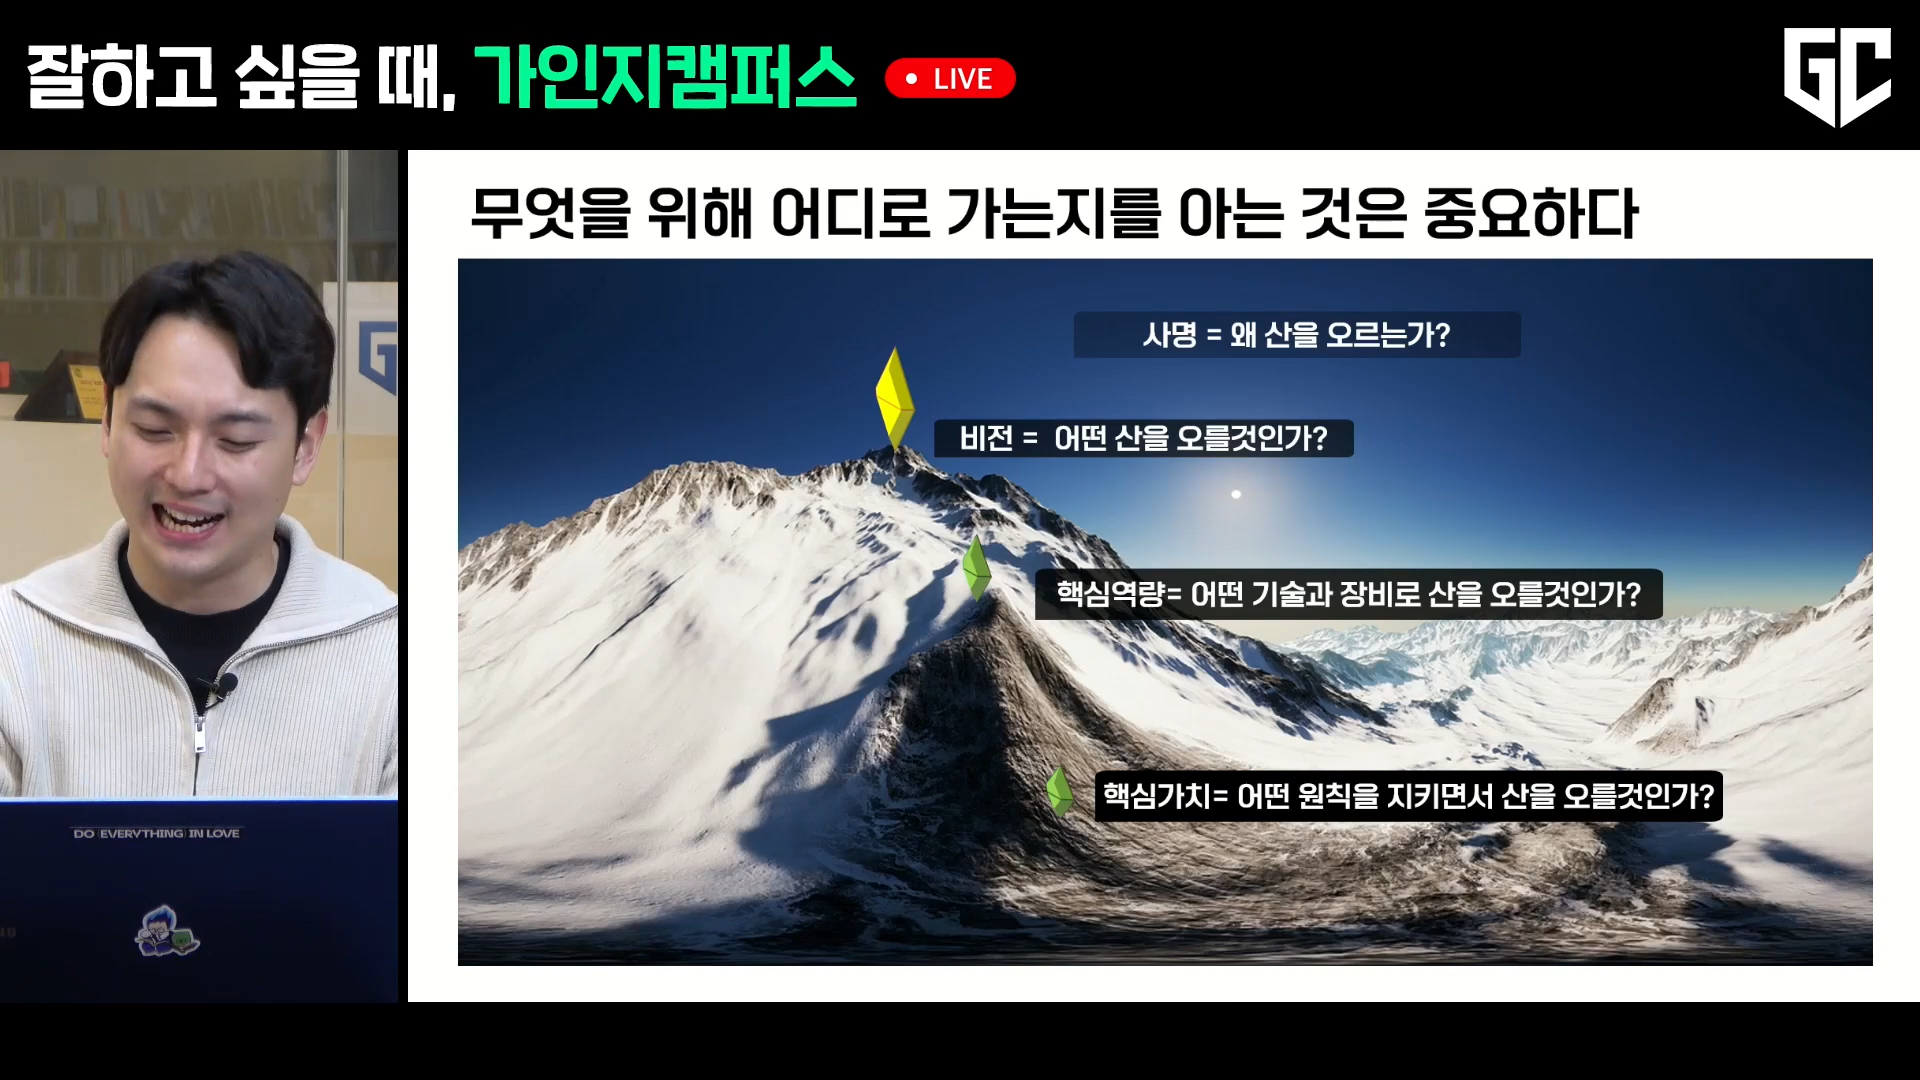 잘하고 싶을 때, 가인지캠퍼스
LIVE
GC
무엇을 위해 어디로 가는지를 아는 것은 중요하다
사명 = 왜 산을 오르는가?
비전 = 어떤 산을 오를것인가?
핵심역량= 어떤 기술과 장비로 산을 오를것인가?
핵심가치= 어떤 원칙을 지키면서 산을 오를것인가?
G
DO EVERYTHING IN LOVE